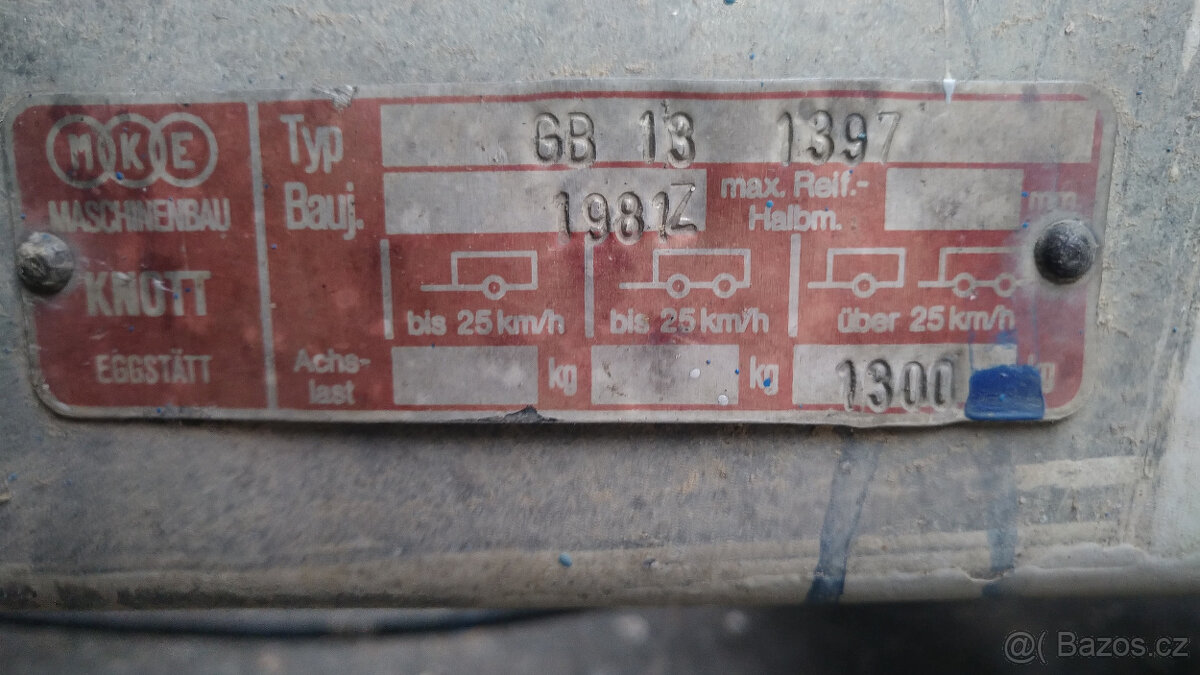 MKE
MASCHINENBAU
KNOTT
EGGSTÄTT
Typ GB 13 1397
Bauj. 1981Z max. Reif.-Halbm. mm
bis 25 km/h bis 25 km/h über 25 km/h
Achs-last kg kg 1300 kg
@( Bazos.cz